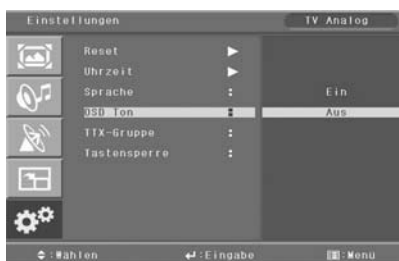 Einstellungen TV Analog
Reset ▶
Uhrzeit ▶
Sprache : Ein
OSD Ton : Aus
TTX-Gruppe :
Tastensperre :
:Wählen :Eingabe :Menü